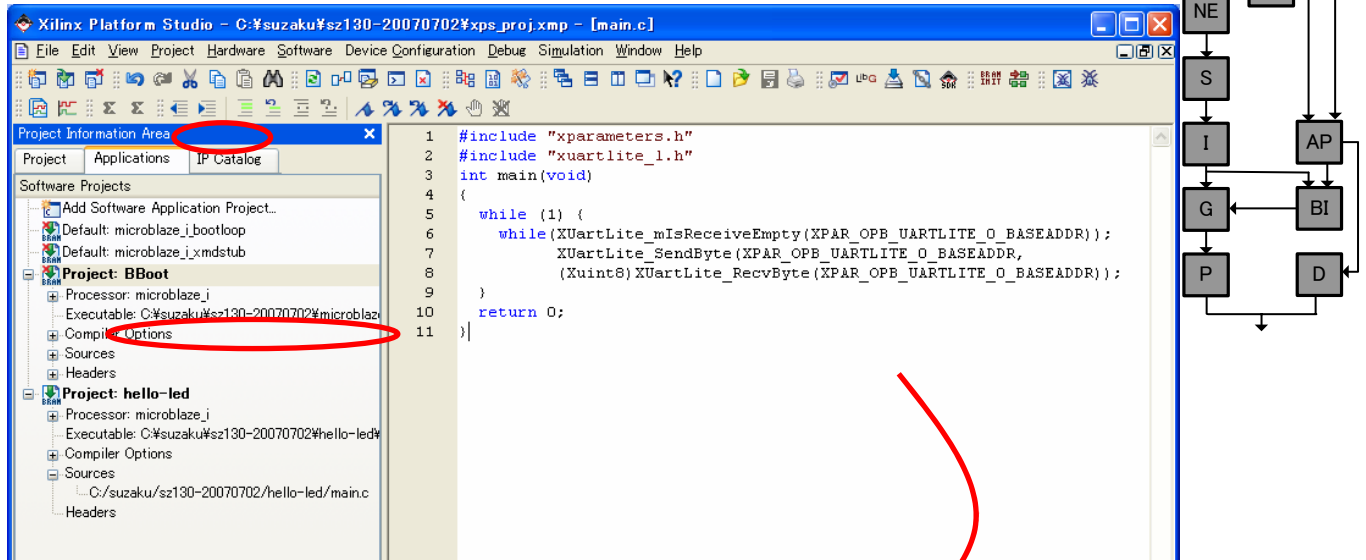 Xilinx Platform Studio - C:¥suzaku¥sz130-20070702¥xps_proj.xmp - [main.c]
File Edit View Project Hardware Software Device Configuration Debug Simulation Window Help
Project Information Area
Project Applications IP Catalog
Software Projects
Add Software Application Project...
Default: microblaze_i_bootloop
Default: microblaze_i_xmdstub
Project: BBoot
Processor: microblaze_i
Executable: C:¥suzaku¥sz130-20070702¥microblaz
Compiler Options
Sources
Headers
Project: hello-led
Processor: microblaze_i
Executable: C:¥suzaku¥sz130-20070702¥hello-led¥
Compiler Options
Sources
C:/suzaku/sz130-20070702/hello-led/main.c
Headers
1 #include "xparameters.h"
2 #include "xuartlite_l.h"
3 int main(void)
4 {
5 while (1) {
6 while(XUartLite_mIsReceiveEmpty(XPAR_OPB_UARTLITE_0_BASEADDR));
7 XUartLite_SendByte(XPAR_OPB_UARTLITE_0_BASEADDR,
8 (Xuint8)XUartLite_RecvByte(XPAR_OPB_UARTLITE_0_BASEADDR));
9 }
10 return 0;
11 }
NE
S
I
AP
G
BI
P
D